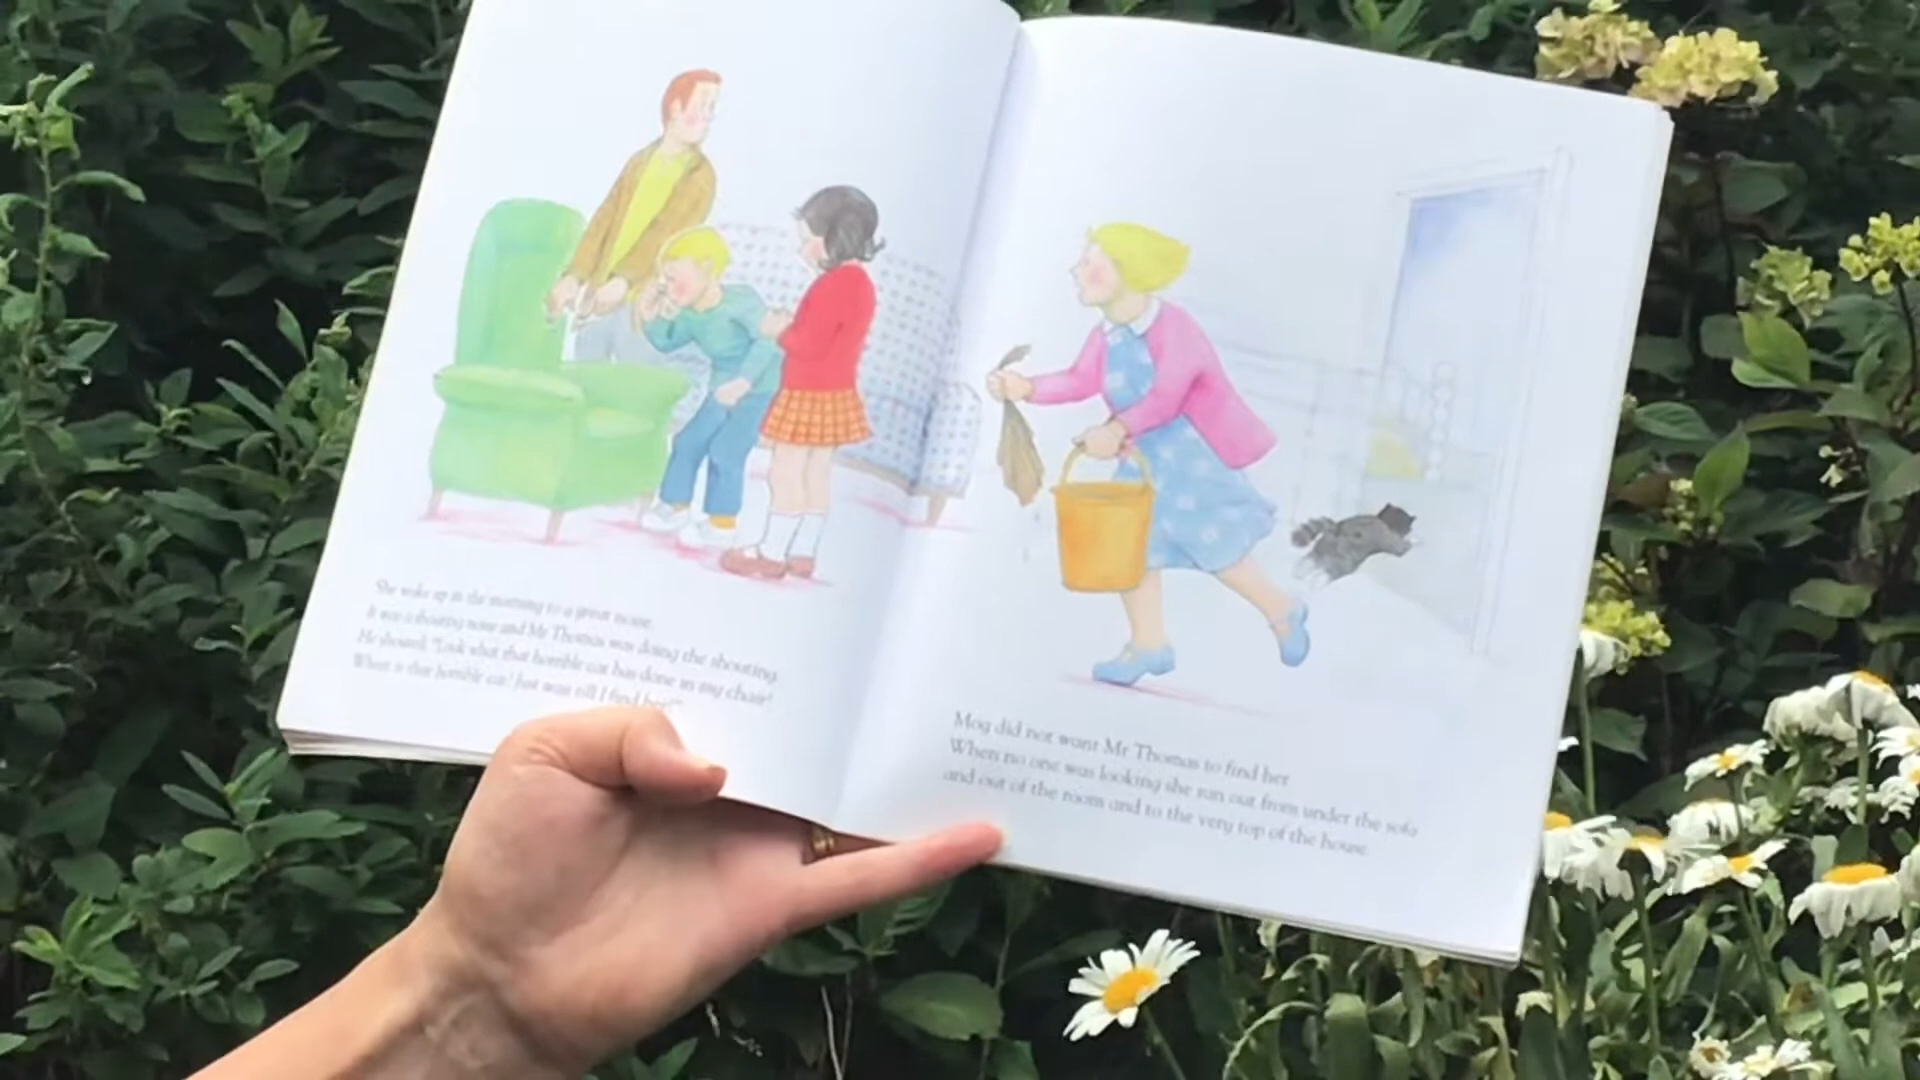 She woke up in the morning to a great noise.
It was a shouting noise and Mr Thomas was doing the shouting.
He shouted, "Look what that horrible cat has done in my chair!
Where is that horrible cat? Just wait till I find her!"
Mog did not want Mr Thomas to find her.
When no one was looking she ran out from under the sofa
and out of the room and to the very top of the house.